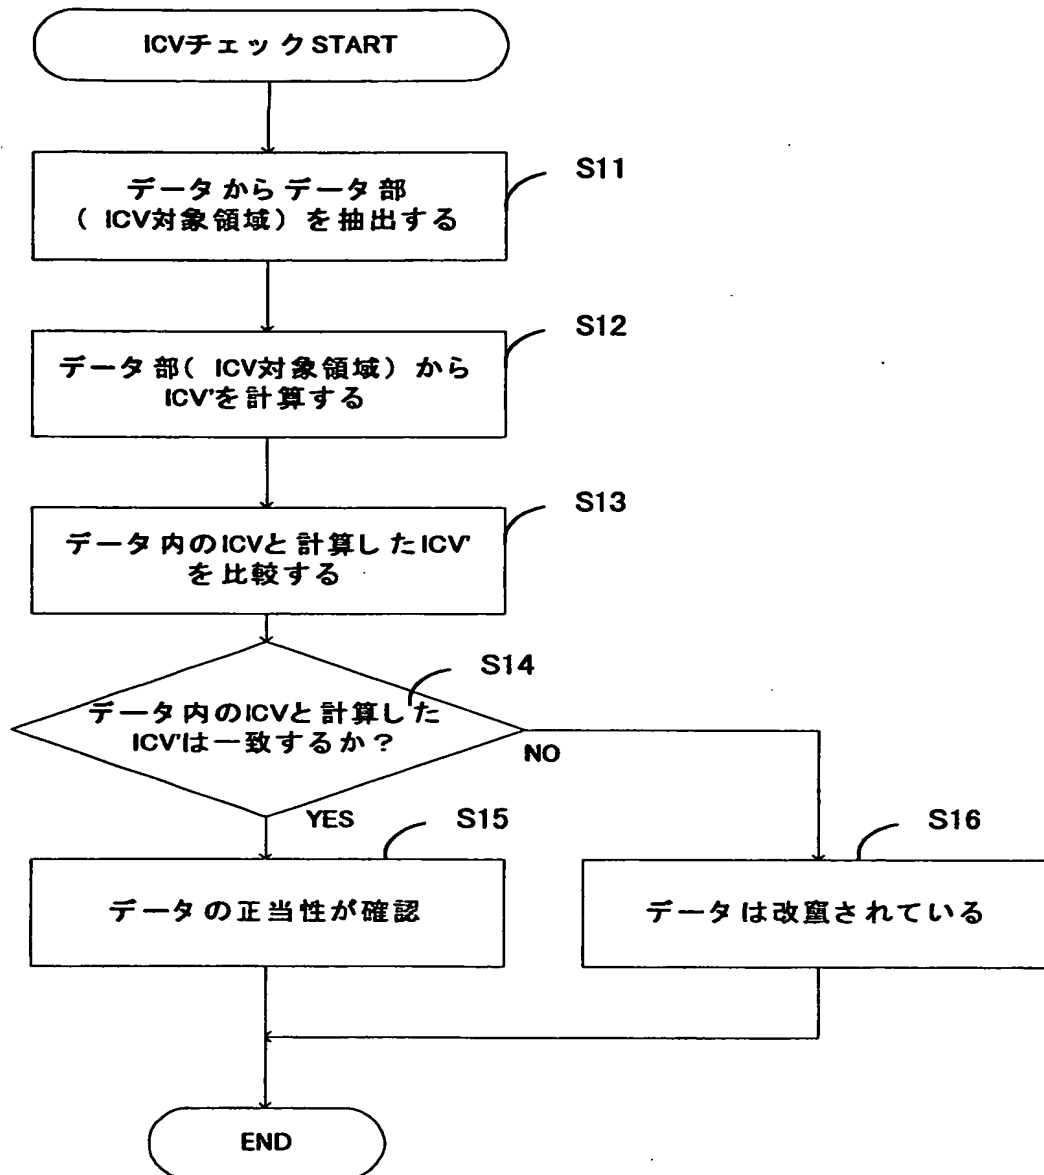 ICVチェックSTART
S11
データからデータ部
(ICV対象領域)を抽出する
S12
データ部(ICV対象領域)から
ICV'を計算する
S13
データ内のICVと計算したICV'
を比較する
S14
データ内のICVと計算した
ICV'は一致するか?
NO
YES
S15
データの正当性が確認
S16
データは改竄されている
END